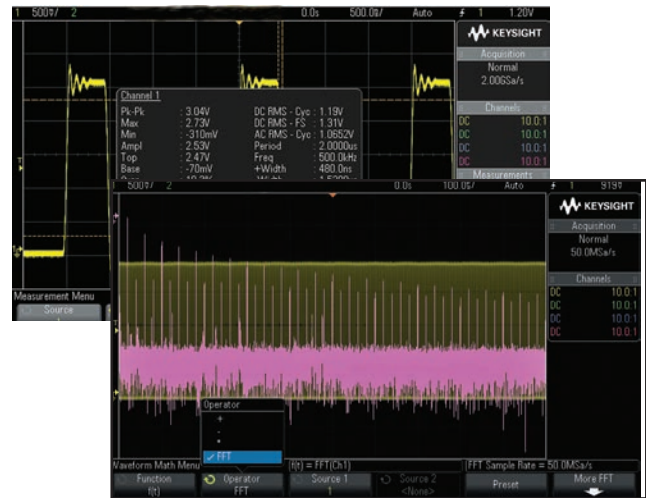 1 500▽/ 2 0.0s 500.0▽/ Auto 1 1.20V
KEYSIGHT
Acquisition
Normal
2.00GSa/s
Channels
DC 10.0:1
DC 10.0:1
DC 10.0:1
DC 10.0:1
Measurements
Channel 1
Pk-Pk : 3.04V DC RMS - Cyc : 1.19V
Max : 2.73V DC RMS - FS : 1.31V
Min : -310mV AC RMS - Cyc : 1.0652V
Ampl : 2.53V Period : 2.0000us
Top : 2.47V Freq : 500.0kHz
Base : -70mV +Width : 480.0ns
Measurement Menu
Source
1 500▽/ 2 0.0s 100.0▽/ Auto 1 919▽
KEYSIGHT
Acquisition
Normal
50.0MSa/s
Channels
DC 10.0:1
DC 10.0:1
DC 10.0:1
DC 10.0:1
Operator
+
-
*
✓ FFT
Waveform Math Menu f(t) = FFT(Ch1) FFT Sample Rate = 50.0MSa/s
Function Operator Source 1 Source 2 Preset More FFT
f(t) FFT 1 <None>